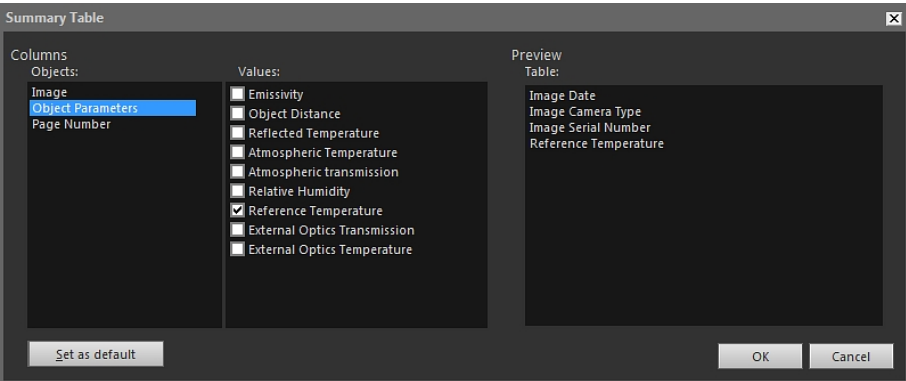 Summary Table
Columns
Objects:
Image
Object Parameters
Page Number
Values:
Emissivity
Object Distance
Reflected Temperature
Atmospheric Temperature
Atmospheric transmission
Relative Humidity
Reference Temperature
External Optics Transmission
External Optics Temperature
Preview
Table:
Image Date
Image Camera Type
Image Serial Number
Reference Temperature
Set as default
OK
Cancel